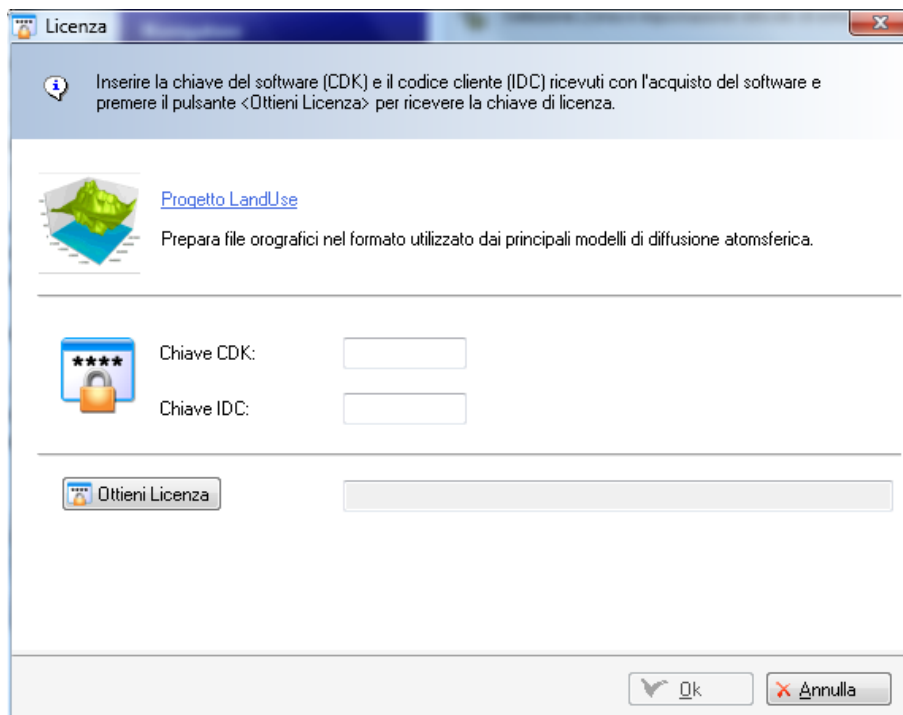 Licenza
Inserire la chiave del software (CDK) e il codice cliente (IDC) ricevuti con l'acquisto del software e
premere il pulsante <Ottieni Licenza> per ricevere la chiave di licenza.
Progetto LandUse
Prepara file orografici nel formato utilizzato dai principali modelli di diffusione atomsferica.
****
Chiave CDK:
Chiave IDC:
Ottieni Licenza
Ok
Annulla